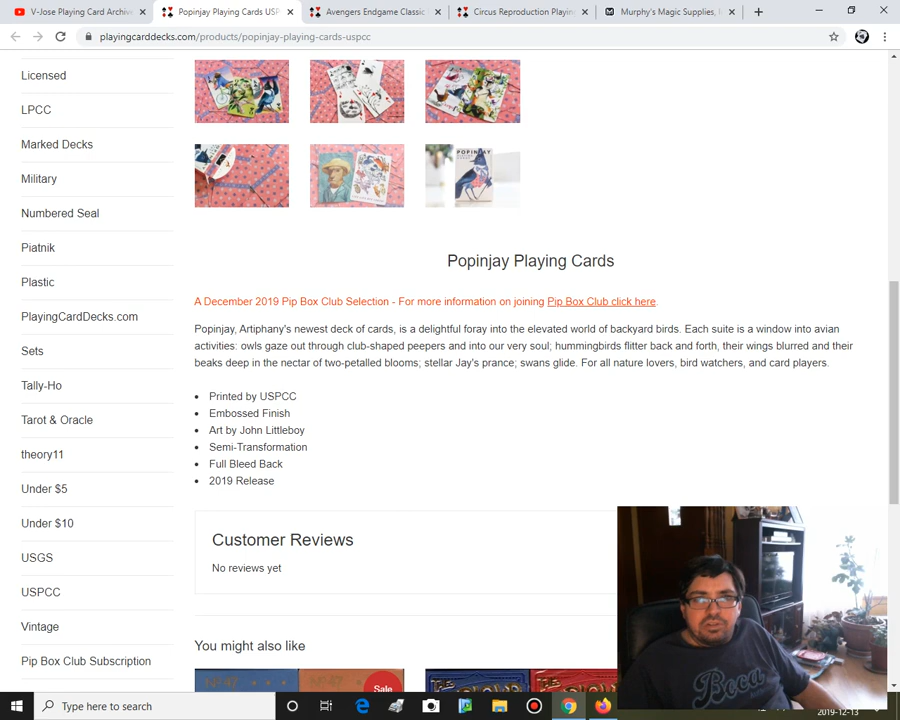 V-Jose Playing Card Archive
Popinjay Playing Cards USP
Avengers Endgame Classic
Circus Reproduction Playin
Murphy's Magic Supplies, I
playingcarddecks.com/products/popinjay-playing-cards-uspcc
Licensed
LPCC
Marked Decks
Military
Numbered Seal
Piatnik
Plastic
PlayingCardDecks.com
Sets
Tally-Ho
Tarot & Oracle
theory11
Under $5
Under $10
USGS
USPCC
Vintage
Pip Box Club Subscription
POPINJAY
Popinjay Playing Cards
A December 2019 Pip Box Club Selection - For more information on joining Pip Box Club click here.
Popinjay, Artiphany's newest deck of cards, is a delightful foray into the elevated world of backyard birds. Each suite is a window into avian
activities: owls gaze out through club-shaped peepers and into our very soul; hummingbirds flitter back and forth, their wings blurred and their
beaks deep in the nectar of two-petalled blooms; stellar Jay's prance; swans glide. For all nature lovers, bird watchers, and card players.
Printed by USPCC
Embossed Finish
Art by John Littleboy
Semi-Transformation
Full Bleed Back
2019 Release
Customer Reviews
No reviews yet
You might also like
Sale
Boca
Type here to search
2019-12-13